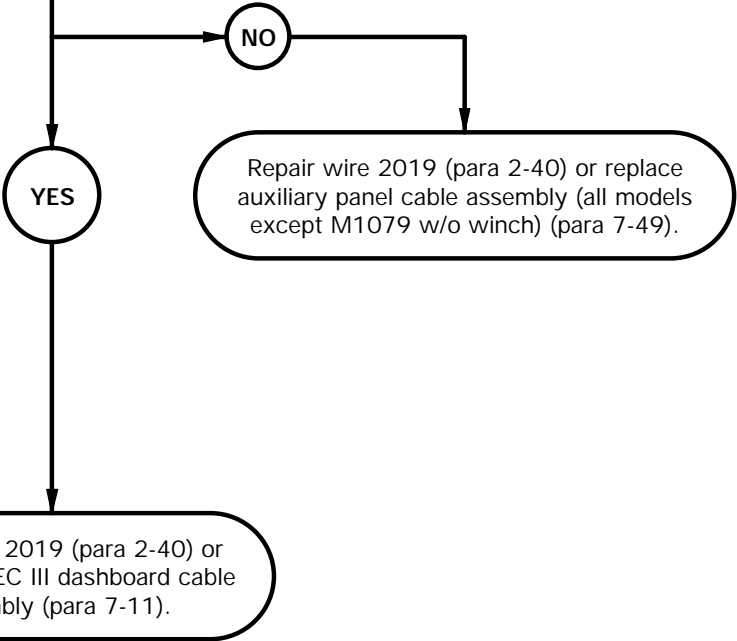 NO
Repair wire 2019 (para 2-40) or replace
auxiliary panel cable assembly (all models
except M1079 w/o winch) (para 7-49).
YES
2019 (para 2-40) or
EC III dashboard cable
bly (para 7-11).